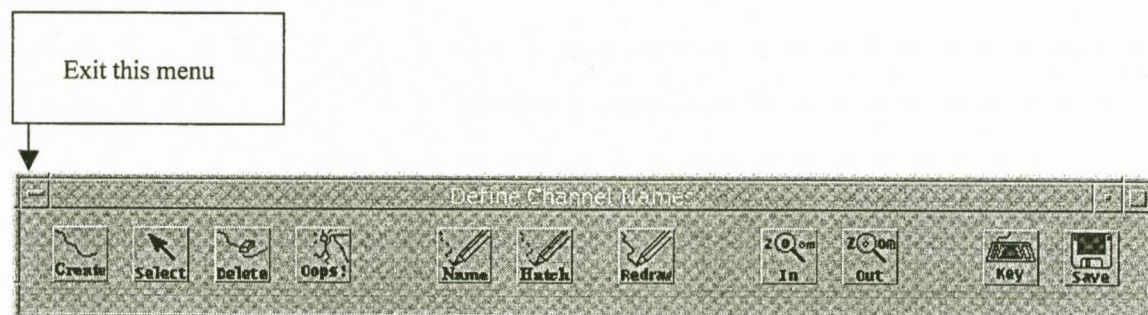 Exit this menu
Define Channel Names
Create Select Delete Oops! Name Hatch Redraw Zoom In Zoom Out Key Save